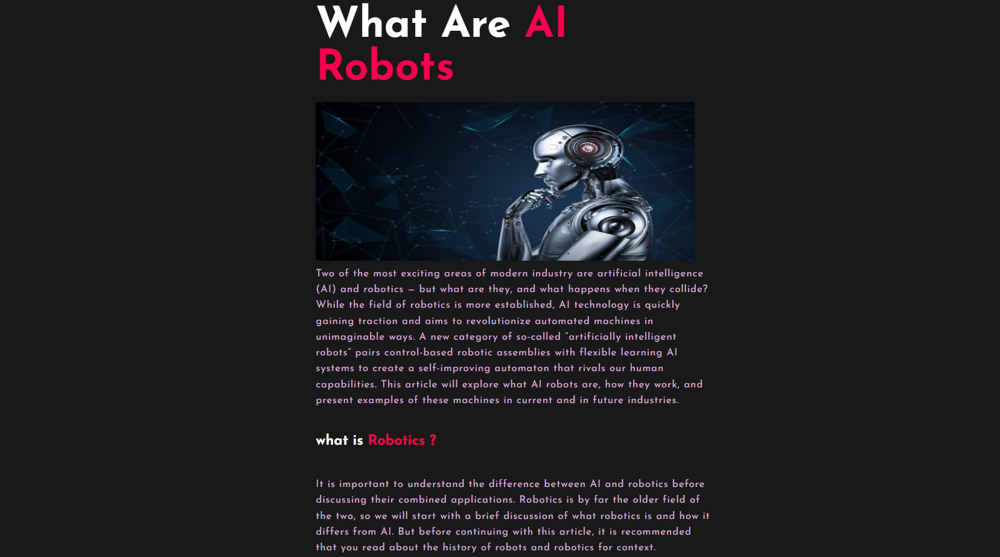 What Are AI
Robots
Two of the most exciting areas of modern industry are artificial intelligence
(AI) and robotics – but what are they, and what happens when they collide?
While the field of robotics is more established, AI technology is quickly
gaining traction and aims to revolutionize automated machines in
unimaginable ways. A new category of so-called “artificially intelligent
robots” pairs control-based robotic assemblies with flexible learning AI
systems to create a self-improving automaton that rivals our human
capabilities. This article will explore what AI robots are, how they work, and
present examples of these machines in current and in future industries.
what is Robotics ?
It is important to understand the difference between AI and robotics before
discussing their combined applications. Robotics is by far the older field of
the two, so we will start with a brief discussion of what robotics is and how it
differs from AI. But before continuing with this article, it is recommended
that you read about the history of robots and robotics for context.